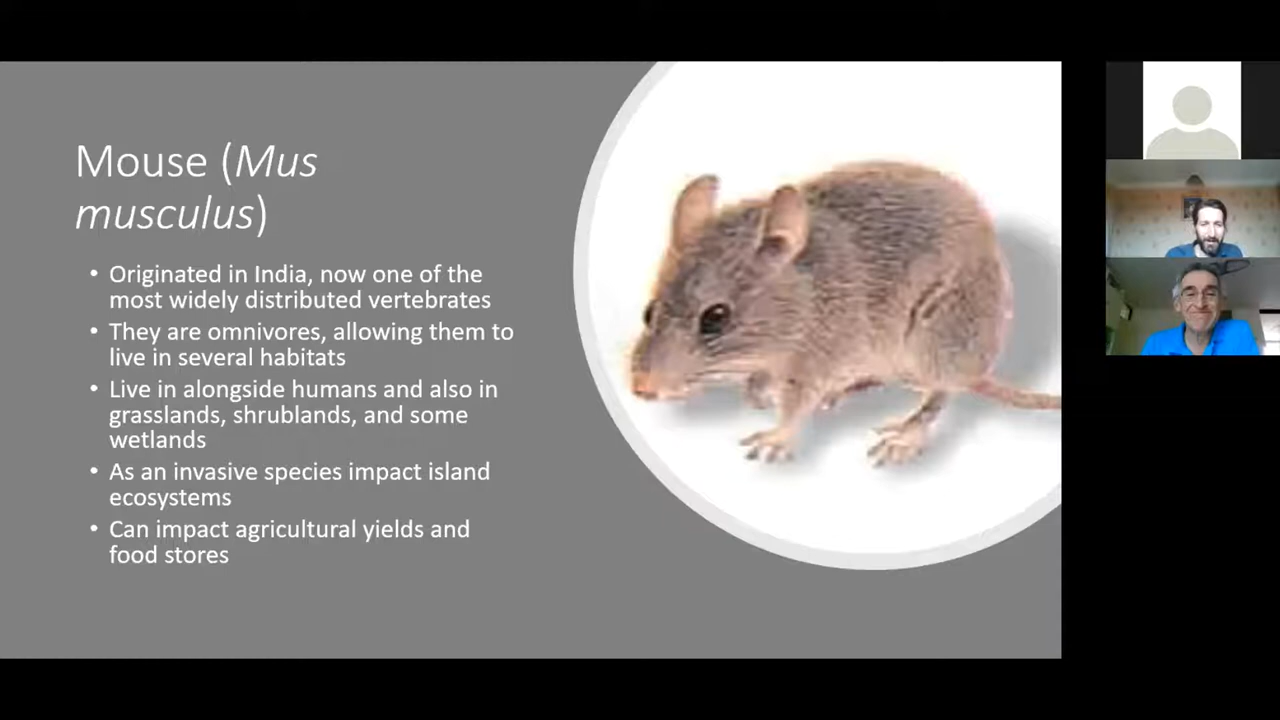 Mouse (Mus
musculus)
• Originated in India, now one of the
most widely distributed vertebrates
• They are omnivores, allowing them to
live in several habitats
• Live in alongside humans and also in
grasslands, shrublands, and some
wetlands
• As an invasive species impact island
ecosystems
• Can impact agricultural yields and
food stores